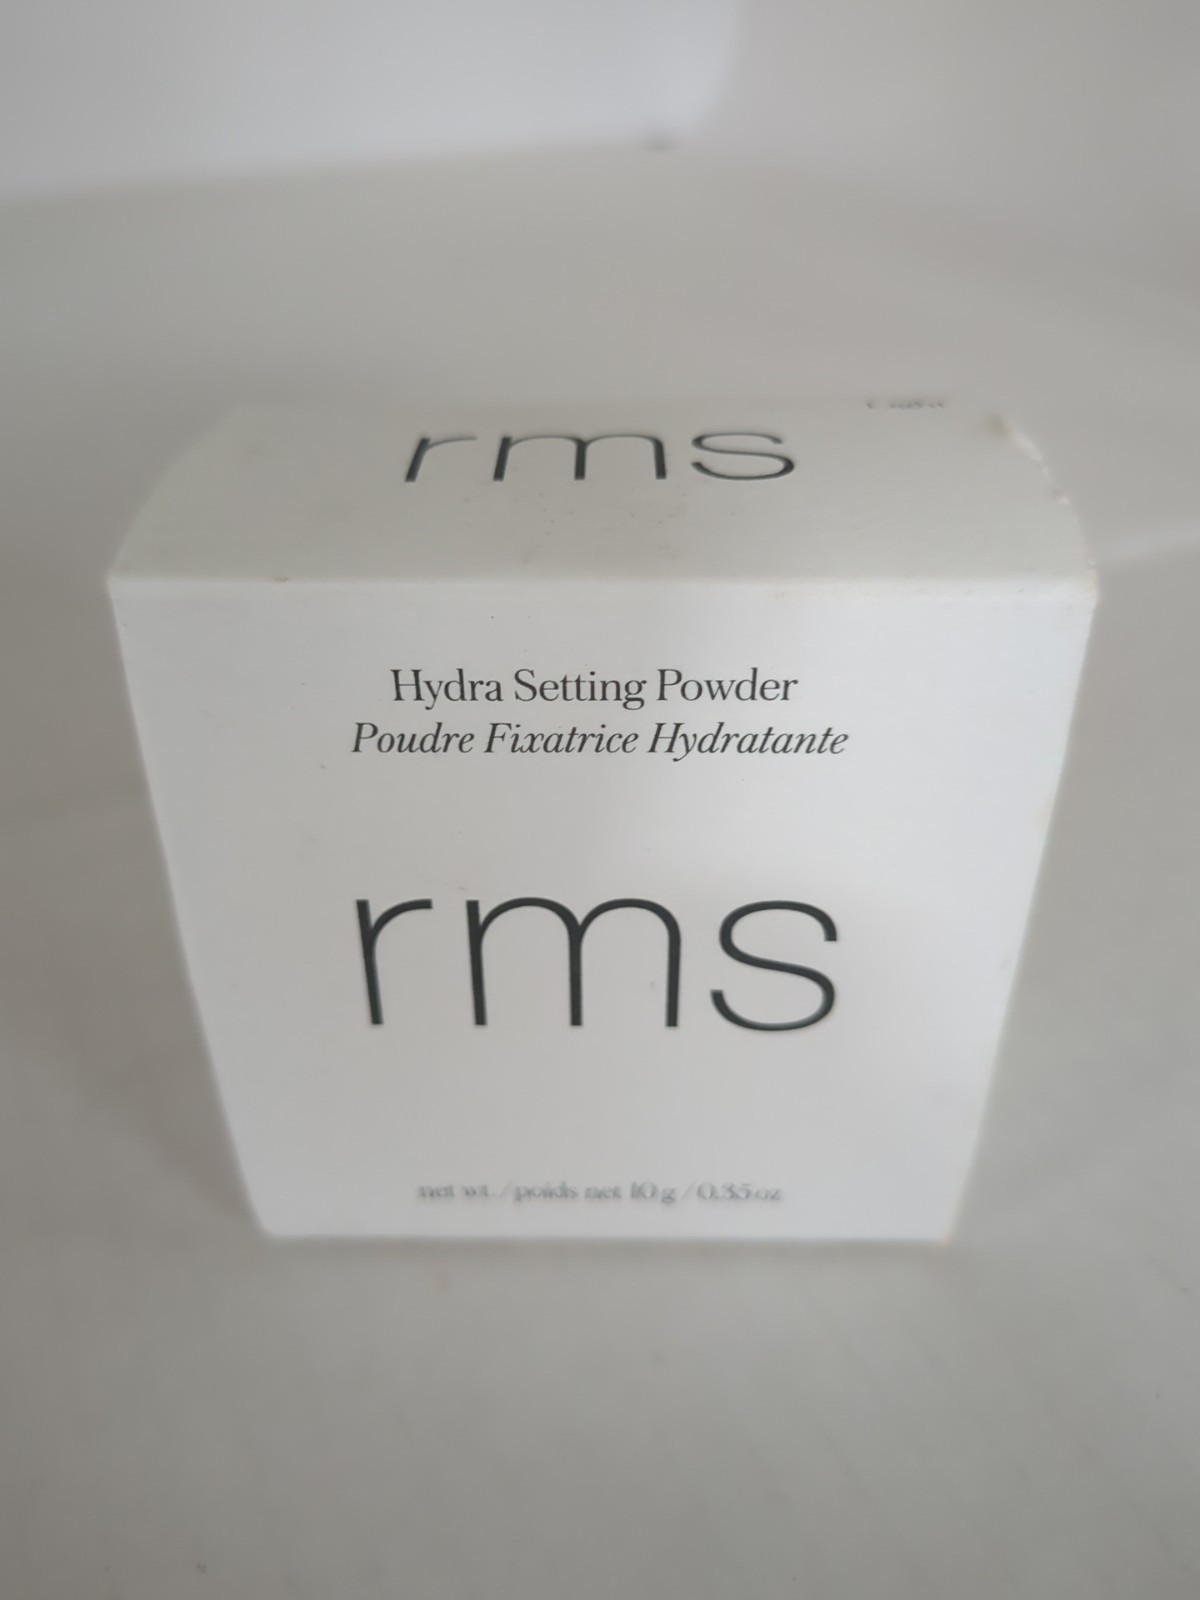 rms
Hydra Setting Powder
Poudre Fixatrice Hydratante
rms
net wt. / poids net 10 g / 0.35 oz